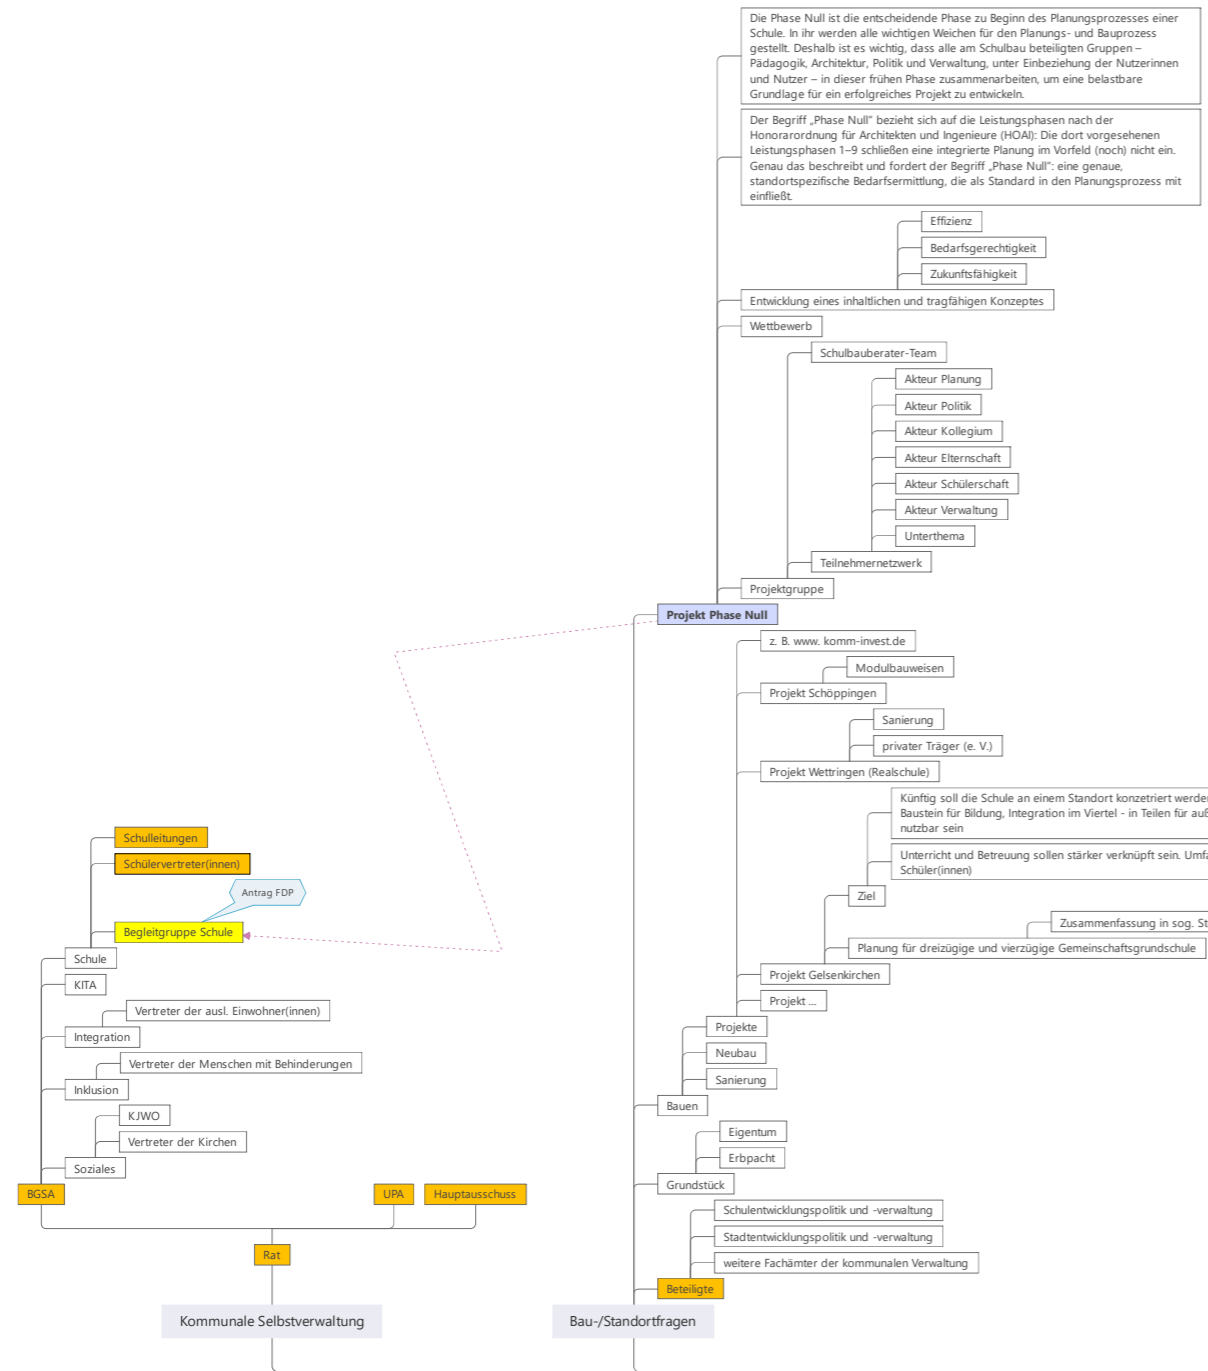 Die Phase Null ist die entscheidende Phase zu Beginn des Planungsprozesses einer
Schule. In ihr werden alle wichtigen Weichen für den Planungs- und Bauprozess
gestellt. Deshalb ist es wichtig, dass alle am Schulbau beteiligten Gruppen –
Pädagogik, Architektur, Politik und Verwaltung, unter Einbeziehung der Nutzerinnen
und Nutzer – in dieser frühen Phase zusammenarbeiten, um eine belastbare
Grundlage für ein erfolgreiches Projekt zu entwickeln.
Der Begriff „Phase Null" bezieht sich auf die Leistungsphasen nach der
Honorarordnung für Architekten und Ingenieure (HOAI): Die dort vorgesehenen
Leistungsphasen 1–9 schließen eine integrierte Planung im Vorfeld (noch) nicht ein.
Genau das beschreibt und fordert der Begriff „Phase Null": eine genaue,
standortspezifische Bedarfsermittlung, die als Standard in den Planungsprozess mit
einfließt.
Effizienz
Bedarfsgerechtigkeit
Zukunftsfähigkeit
Entwicklung eines inhaltlichen und tragfähigen Konzeptes
Wettbewerb
Schulbauberater-Team
Akteur Planung
Akteur Politik
Akteur Kollegium
Akteur Elternschaft
Akteur Schülerschaft
Akteur Verwaltung
Unterthema
Teilnehmernetzwerk
Projektgruppe
Projekt Phase Null
z. B. www. komm-invest.de
Modulbauweisen
Projekt Schöppingen
Sanierung
privater Träger (e. V.)
Projekt Wettringen (Realschule)
Künftig soll die Schule an einem Standort konzetriert werden
Baustein für Bildung, Integration im Viertel - in Teilen für auß
nutzbar sein
Unterricht und Betreuung sollen stärker verknüpft sein. Umfa
Schüler(innen)
Ziel
Zusammenfassung in sog. St
Planung für dreizügige und vierzügige Gemeinschaftsgrundschule
Projekt Gelsenkirchen
Projekt ...
Projekte
Neubau
Sanierung
Bauen
Eigentum
Erbpacht
Grundstück
Schulentwicklungspolitik und -verwaltung
Stadtentwicklungspolitik und -verwaltung
weitere Fachämter der kommunalen Verwaltung
Beteiligte
Bau-/Standortfragen
Schulleitungen
Schülervertreter(innen)
Antrag FDP
Begleitgruppe Schule
Schule
KITA
Vertreter der ausl. Einwohner(innen)
Integration
Vertreter der Menschen mit Behinderungen
Inklusion
KJWO
Vertreter der Kirchen
Soziales
BGSA
UPA
Hauptausschuss
Rat
Kommunale Selbstverwaltung